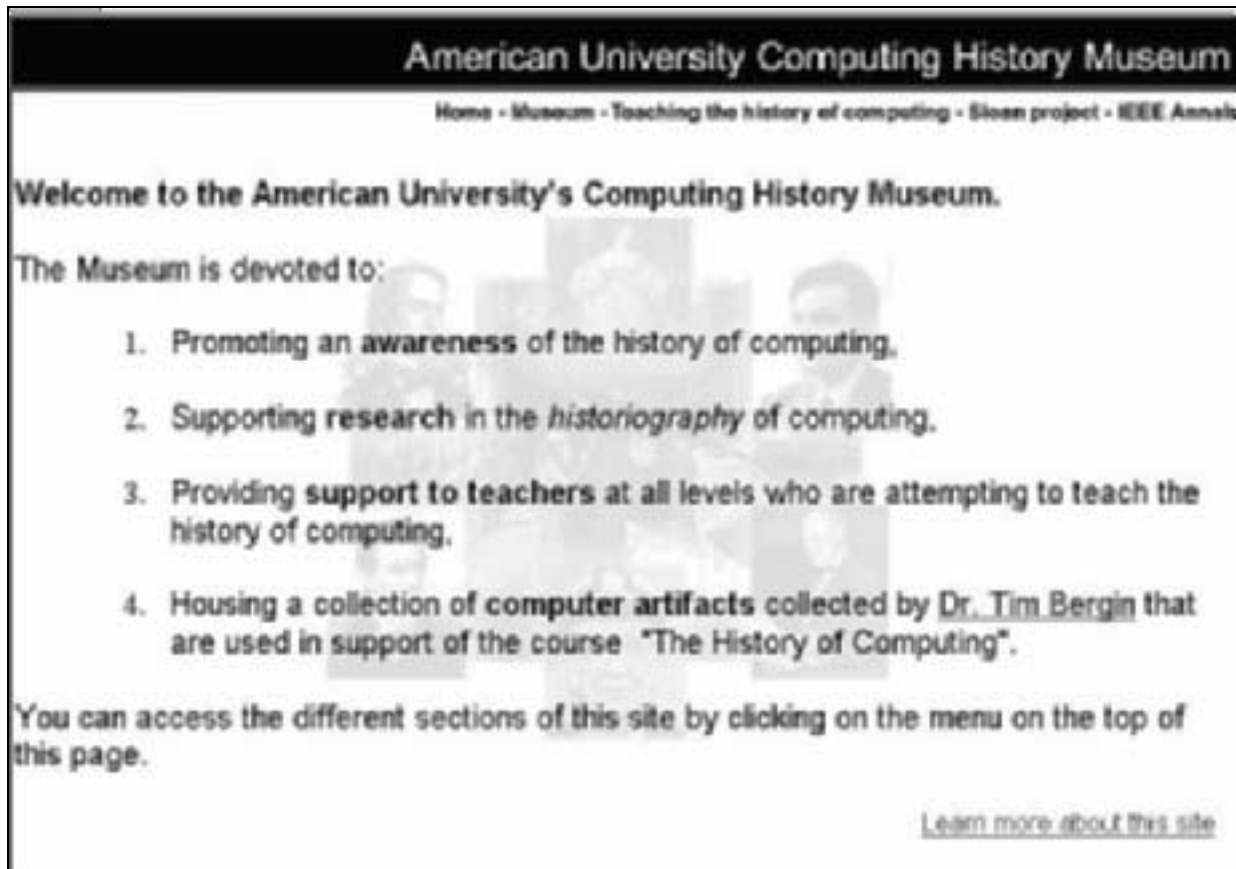 American University Computing History Museum
Home - Museum - Teaching the history of computing - Sloan project - IEEE Annals
Welcome to the American University's Computing History Museum.
The Museum is devoted to:
1. Promoting an awareness of the history of computing,
2. Supporting research in the historiography of computing,
3. Providing support to teachers at all levels who are attempting to teach the
history of computing,
4. Housing a collection of computer artifacts collected by Dr. Tim Bergin that
are used in support of the course "The History of Computing".
You can access the different sections of this site by clicking on the menu on the top of
this page.
Learn more about this site